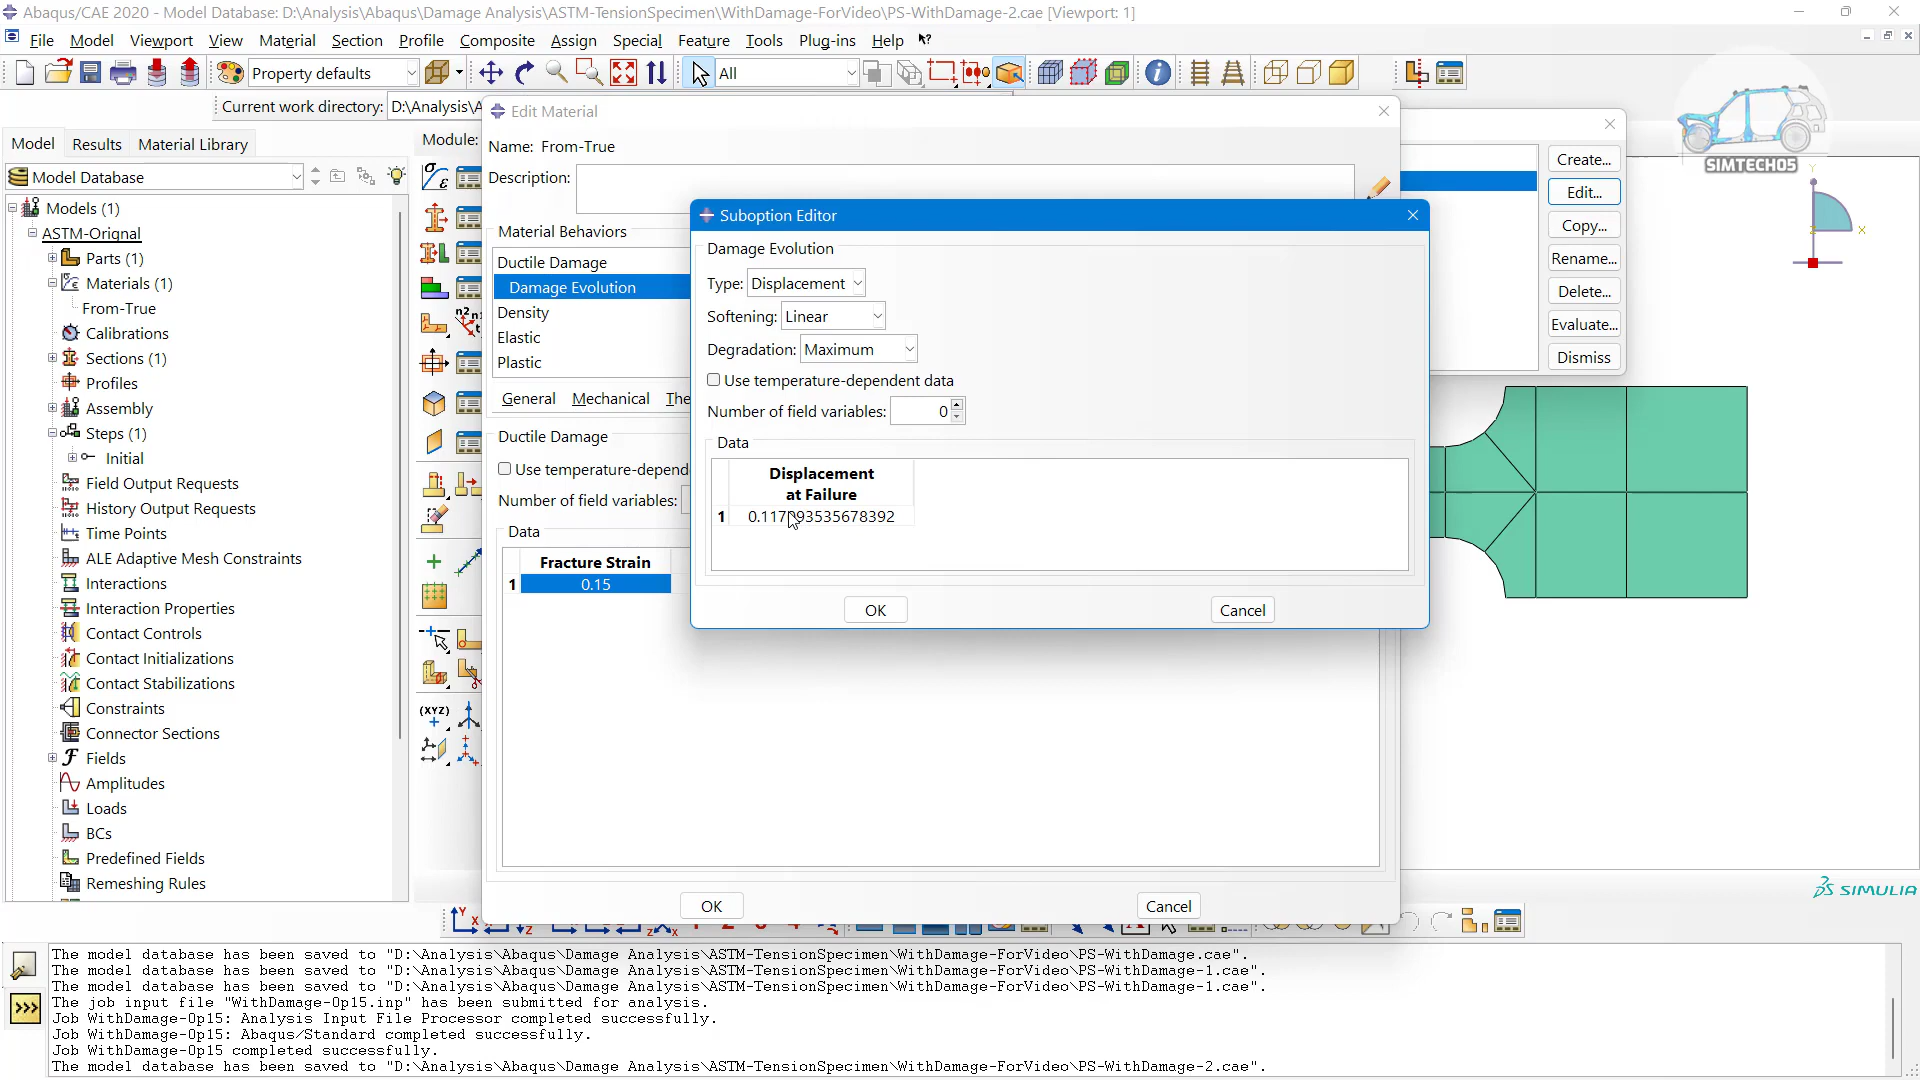 Abaqus/CAE 2020 - Model Database: D:\Analysis\Abaqus\Damage Analysis\ASTM-TensionSpecimen\WithDamage-ForVideo\PS-WithDamage-2.cae [Viewport: 1]
File Model Viewport View Material Section Profile Composite Assign Special Feature Tools Plug-ins Help
Property defaults All
Current work directory: D:\Analysis\A
Model Results Material Library
Module:
Model Database
Models (1)
ASTM-Orignal
Parts (1)
Materials (1)
From-True
Calibrations
Sections (1)
Profiles
Assembly
Steps (1)
Initial
Field Output Requests
History Output Requests
Time Points
ALE Adaptive Mesh Constraints
Interactions
Interaction Properties
Contact Controls
Contact Initializations
Contact Stabilizations
Constraints
Connector Sections
Fields
Amplitudes
Loads
BCs
Predefined Fields
Remeshing Rules
(XYZ)
Edit Material
Name: From-True
Description:
Material Behaviors
Ductile Damage
Damage Evolution
Density
Elastic
Plastic
General Mechanical The
Ductile Damage
Use temperature-depend
Number of field variables:
Data
Fracture Strain
1 0.15
OK Cancel
Suboption Editor
Damage Evolution
Type: Displacement
Softening: Linear
Degradation: Maximum
Use temperature-dependent data
Number of field variables: 0
Data
Displacement
at Failure
1
OK Cancel
Create...
Edit...
Copy...
Rename...
Delete...
Evaluate...
Dismiss
SIMTECH05
Y
X
Z
SIMULIA
The model database has been saved to "D:\Analysis\Abaqus\Damage Analysis\ASTM-TensionSpecimen\WithDamage-ForVideo\PS-WithDamage.cae".
The model database has been saved to "D:\Analysis\Abaqus\Damage Analysis\ASTM-TensionSpecimen\WithDamage-ForVideo\PS-WithDamage-1.cae".
The model database has been saved to "D:\Analysis\Abaqus\Damage Analysis\ASTM-TensionSpecimen\WithDamage-ForVideo\PS-WithDamage-1.cae".
The job input file "WithDamage-0p15.inp" has been submitted for analysis.
Job WithDamage-0p15: Analysis Input File Processor completed successfully.
Job WithDamage-0p15: Abaqus/Standard completed successfully.
Job WithDamage-0p15 completed successfully.
The model database has been saved to "D:\Analysis\Abaqus\Damage Analysis\ASTM-TensionSpecimen\WithDamage-ForVideo\PS-WithDamage-2.cae".